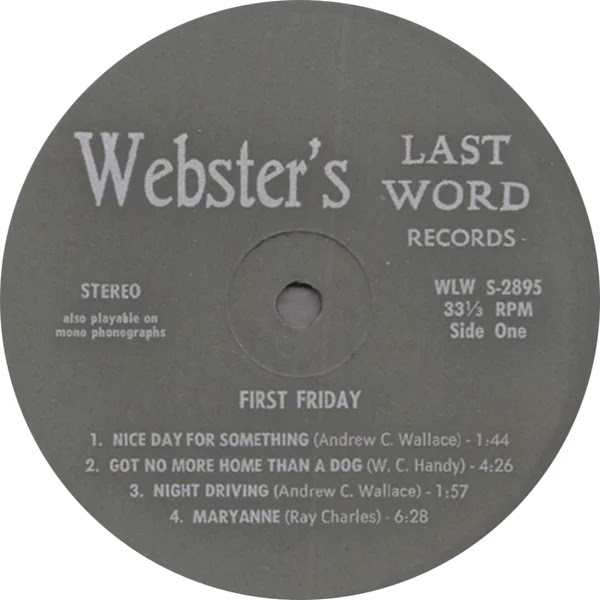 Webster's
LAST
WORD
RECORDS
STEREO
also playable on
mono phonographs
WLW S-2895
33⅓ RPM
Side One
FIRST FRIDAY
1. NICE DAY FOR SOMETHING (Andrew C. Wallace) - 1:44
2. GOT NO MORE HOME THAN A DOG (W. C. Handy) - 4:26
3. NIGHT DRIVING (Andrew C. Wallace) - 1:57
4. MARYANNE (Ray Charles) - 6:28